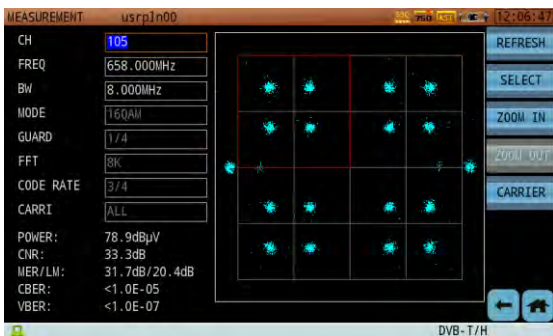 MEASUREMENT usrpIn00 750 12:06:47
CH 105
FREQ 658.000MHz
BW 8.000MHz
MODE 16QAM
GUARD 1/4
FFT 8K
CODE RATE 3/4
CARRI ALL
POWER: 78.9dBμV
CNR: 33.3dB
MER/LM: 31.7dB/20.4dB
CBER: <1.0E-05
VBER: <1.0E-07
REFRESH
SELECT
ZOOM IN
ZOOM OUT
CARRIER
DVB-T/H